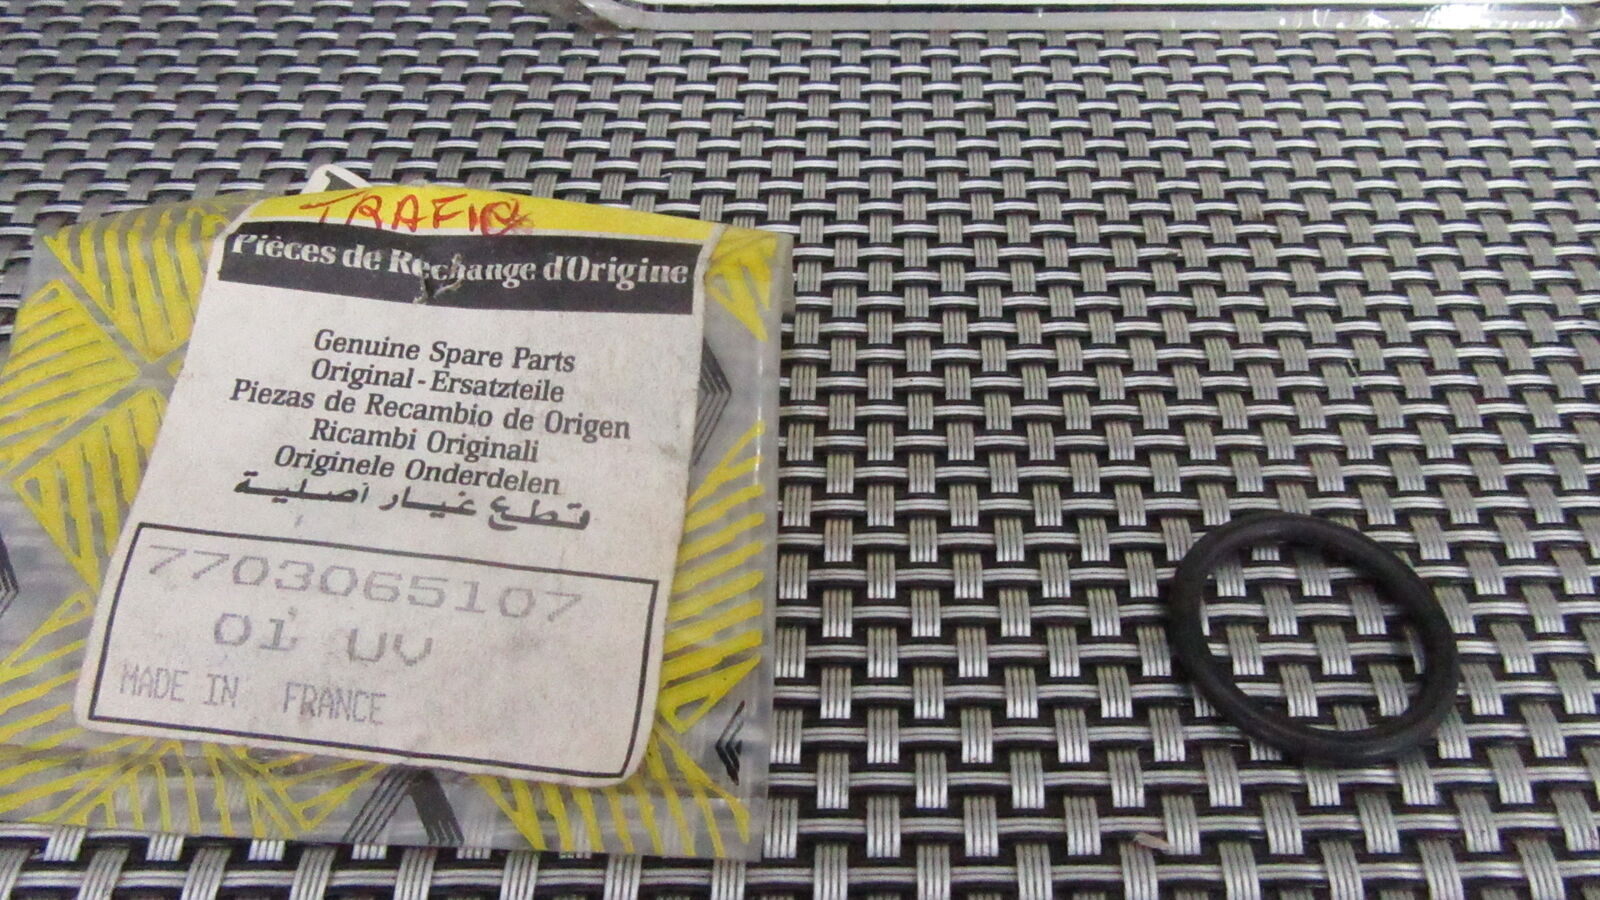 TRAFIC
Pièces de Rechange d'Origine
Genuine Spare Parts
Original - Ersatzteile
Piezas de Recambio de Origen
Ricambi Originali
Originele Onderdelen
قطع غيار أصلية
7703065107
01 UV
MADE IN FRANCE